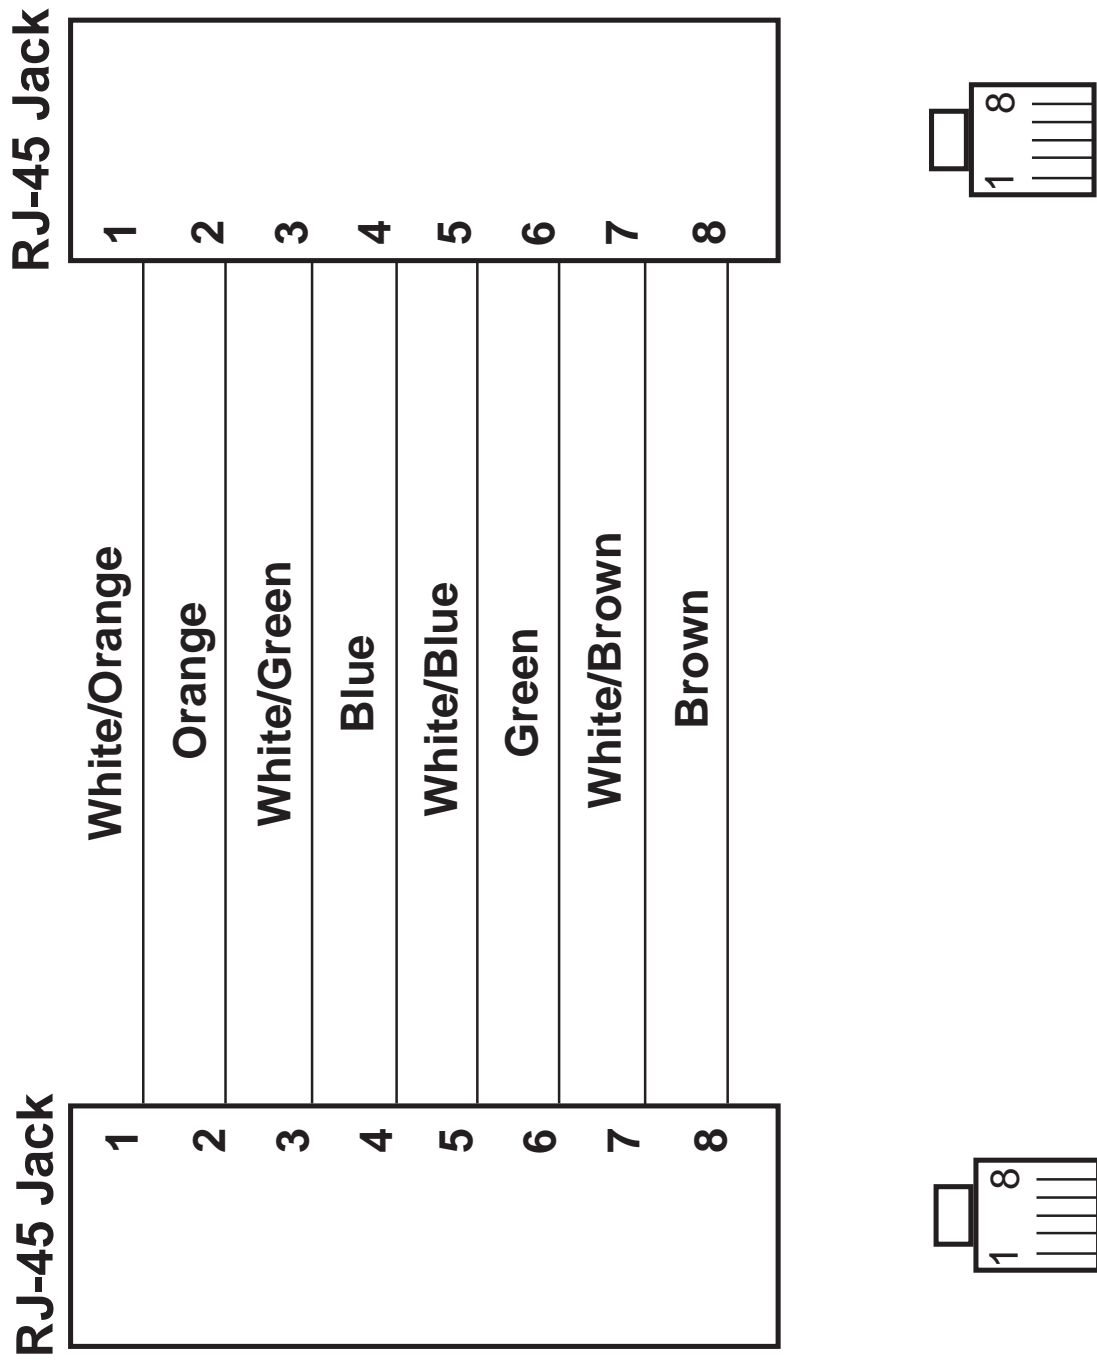 RJ-45 Jack RJ-45 Jack
1 White/Orange 1
2 Orange 2
3 White/Green 3
4 Blue 4
5 White/Blue 5
6 Green 6
7 White/Brown 7
8 Brown 8
1 8 1 8